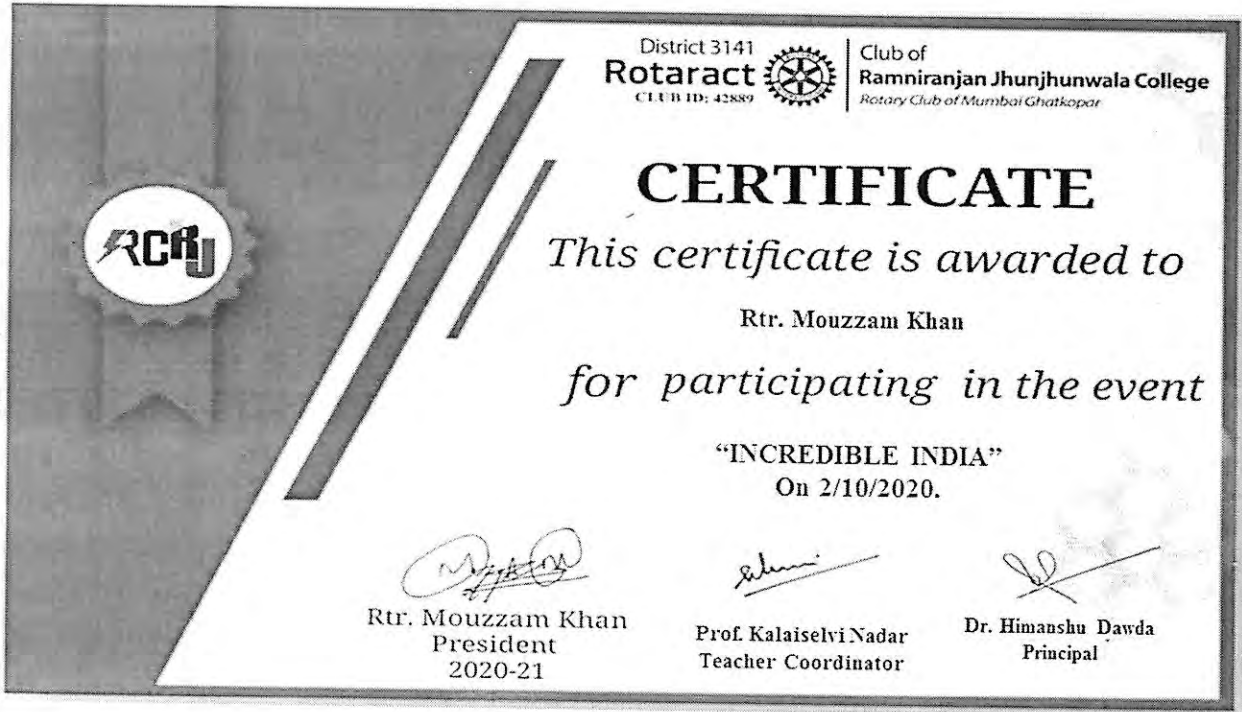 District 3141
Rotaract
CLUB ID: 42889
Club of
Ramniranjan Jhunjhunwala College
Rotary Club of Mumbai Ghatkopar
RCRJ
CERTIFICATE
This certificate is awarded to
Rtr. Mouzzam Khan
for participating in the event
“INCREDIBLE INDIA”
On 2/10/2020.
Rtr. Mouzzam Khan
President
2020-21
Prof. Kalaiselvi Nadar
Teacher Coordinator
Dr. Himanshu Dawda
Principal